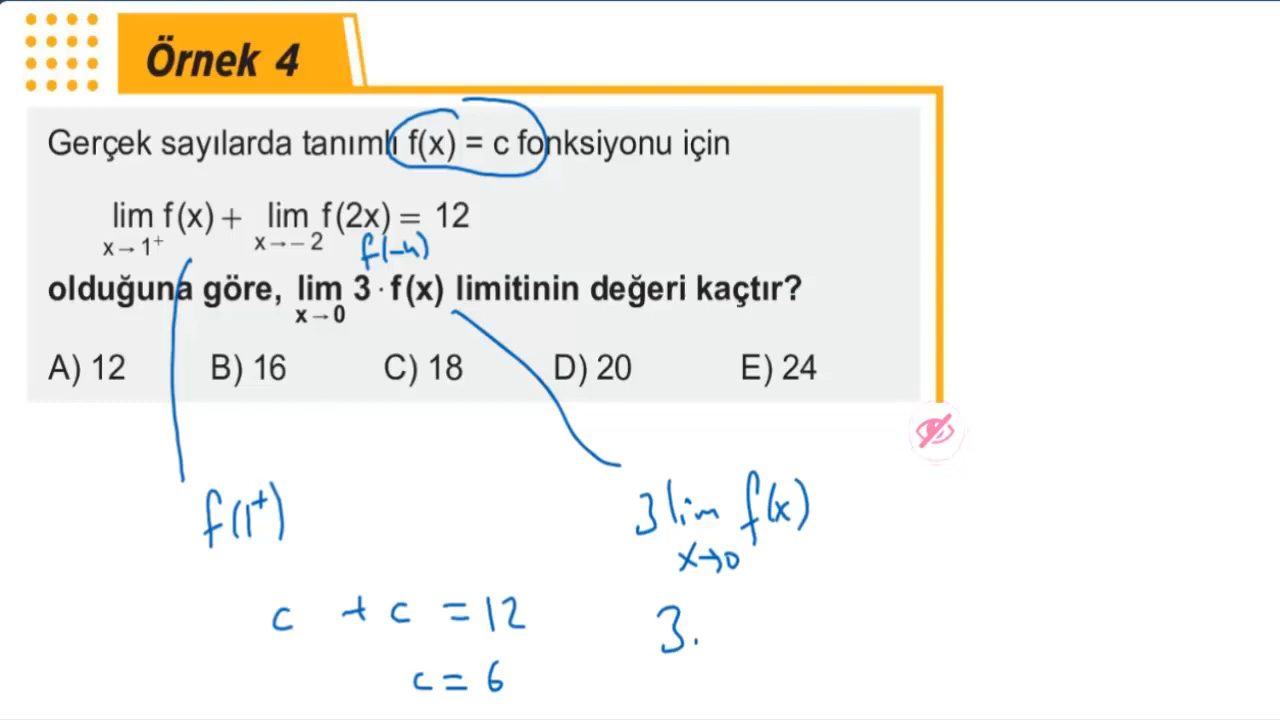 Örnek 4
Gerçek sayılarda tanımlı f(x) = c fonksiyonu için
lim f(x) + lim f(2x) = 12
x→1⁺ x→−2 f(-4)
olduğuna göre, lim 3 · f(x) limitinin değeri kaçtır?
x→0
A) 12 B) 16 C) 18 D) 20 E) 24
f(1⁺)
3 lim f(x)
x→0
c + c = 12
3.
c = 6